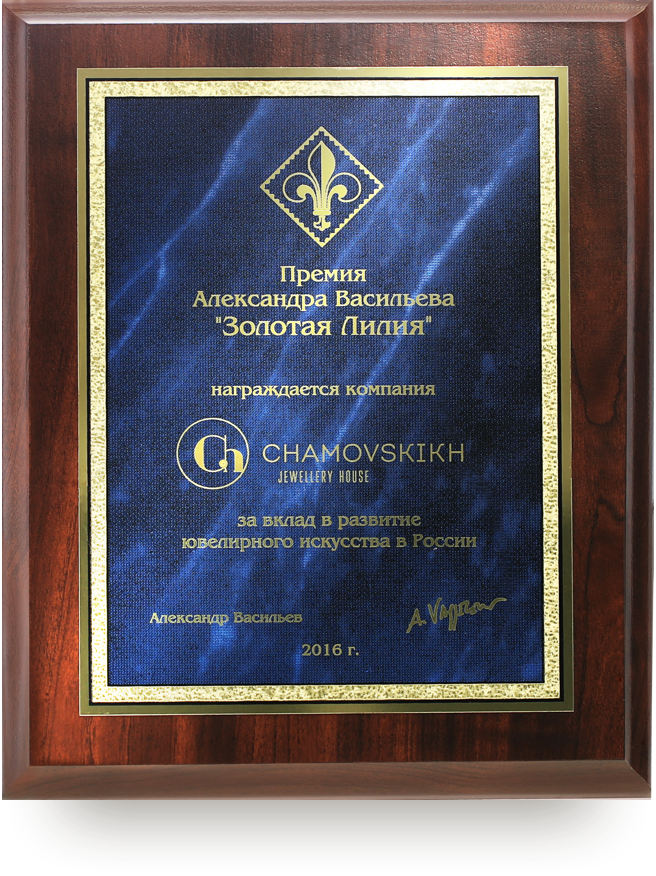 Премия
Александра Васильева
"Золотая Лилия"
награждается компания
Ch CHAMOVSKIKH
JEWELLERY HOUSE
за вклад в развитие
ювелирного искусства в России
Александр Васильев
2016 г.